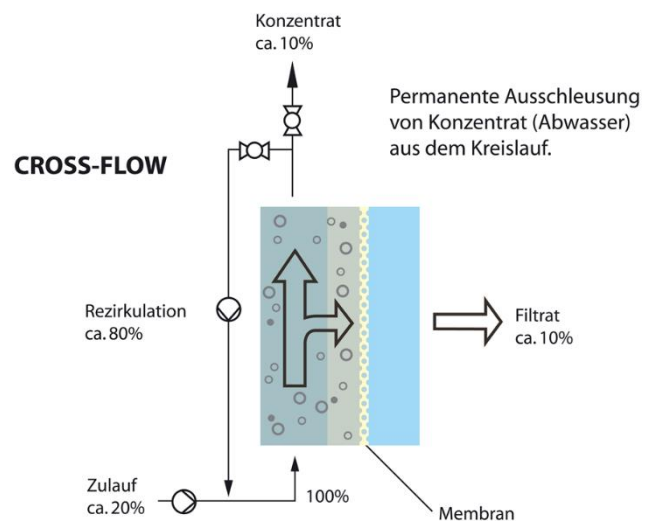 Konzentrat
ca. 10%
Permanente Ausschleusung
von Konzentrat (Abwasser)
aus dem Kreislauf.
CROSS-FLOW
Rezirkulation
ca. 80%
Filtrat
ca. 10%
Zulauf
ca. 20%
100%
Membran